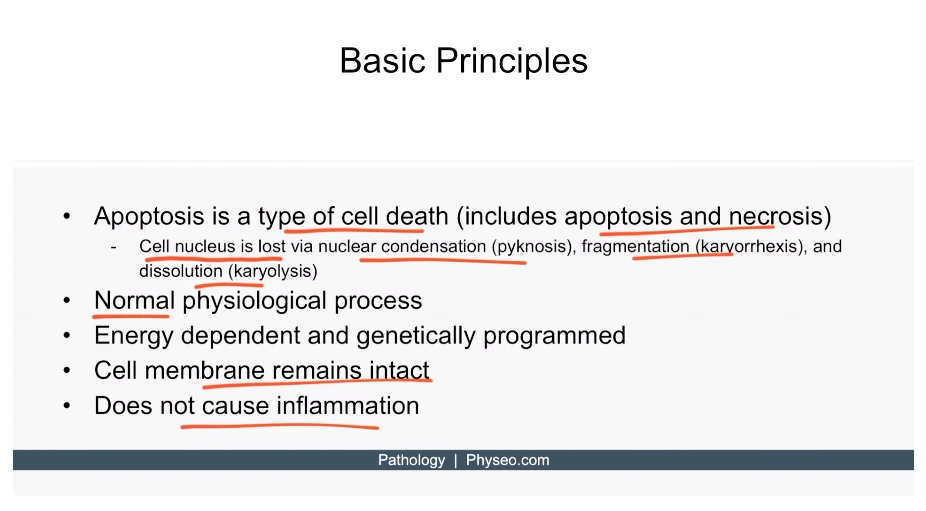 Basic Principles
• Apoptosis is a type of cell death (includes apoptosis and necrosis)
- Cell nucleus is lost via nuclear condensation (pyknosis), fragmentation (karyorrhexis), and
dissolution (karyolysis)
• Normal physiological process
• Energy dependent and genetically programmed
• Cell membrane remains intact
• Does not cause inflammation
Pathology | Physeo.com